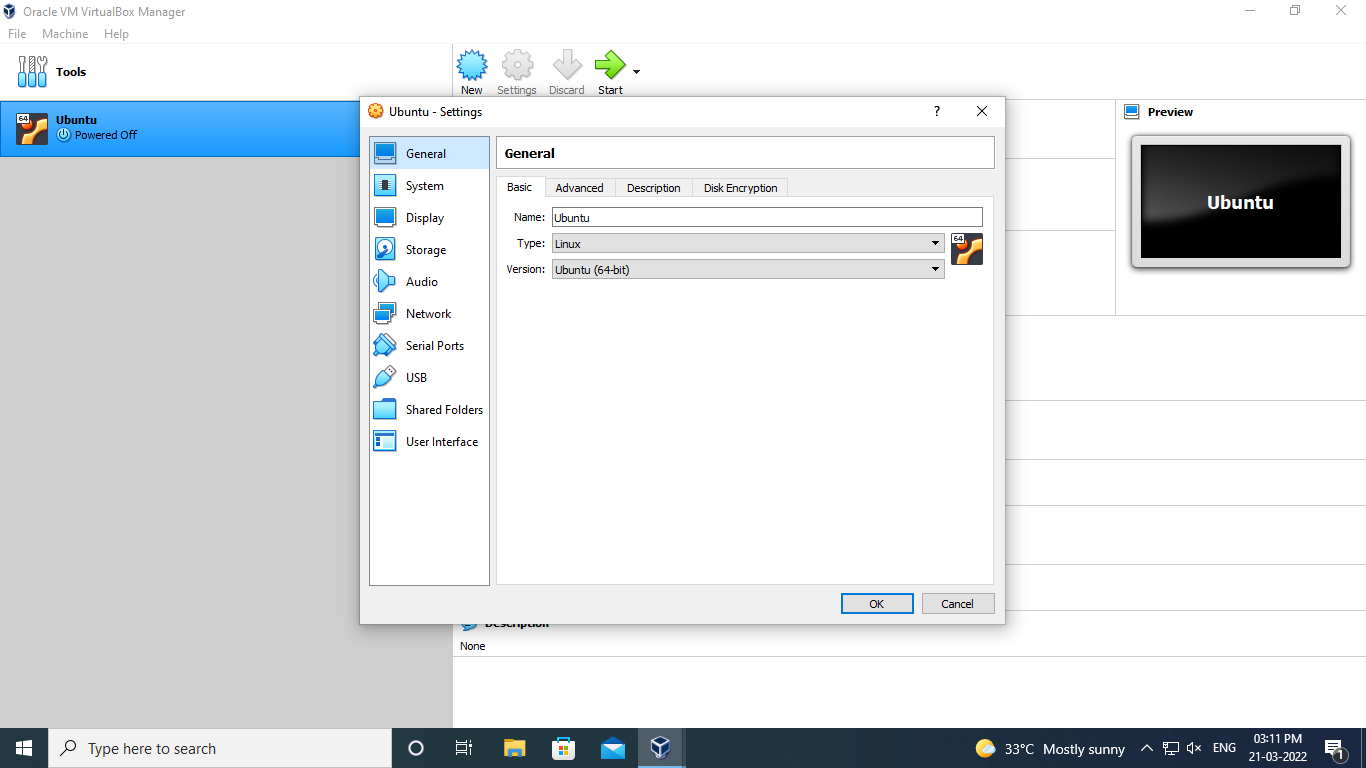 Oracle VM VirtualBox Manager
File Machine Help
Tools
New Settings Discard Start
64
Ubuntu
Powered Off
Ubuntu - Settings
?
General
System
Display
Storage
Audio
Network
Serial Ports
USB
Shared Folders
User Interface
General
Basic Advanced Description Disk Encryption
Name: Ubuntu
Type: Linux
64
Version: Ubuntu (64-bit)
OK Cancel
Preview
Ubuntu
Description
None
Type here to search
33°C Mostly sunny
ENG
03:11 PM
21-03-2022
1